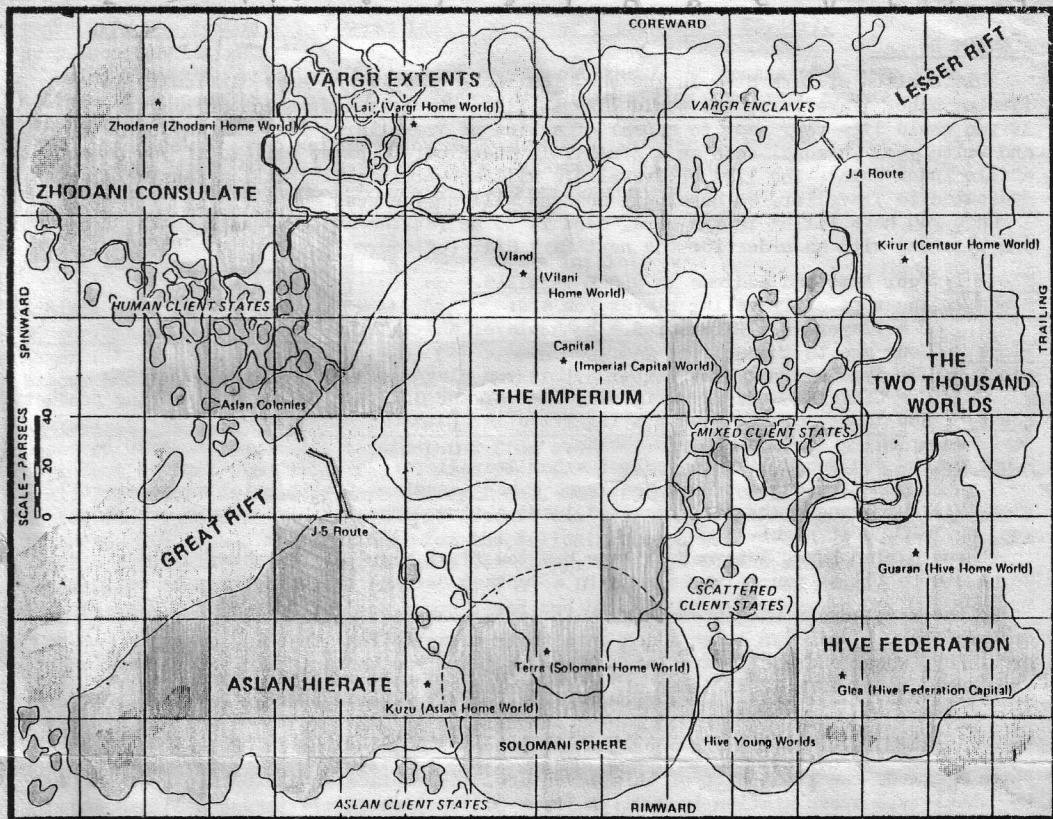 COREWARD
LESSER RIFT
VARGR EXTENTS
Lair (Vargr Home World)
VARGR ENCLAVES
Zhodane (Zhodani Home World)
ZHODANI CONSULATE
J-4 Route
Kirur (Centaur Home World)
Vland
(Vilani
Home World)
HUMAN CLIENT STATES
SPINWARD
TRAILING
Capital
(Imperial Capital World)
THE IMPERIUM
THE
TWO THOUSAND
WORLDS
Aslan Colonies
MIXED CLIENT STATES
SCALE-PARSECS
0
20
40
GREAT RIFT
J-5 Route
Guaran (Hive Home World)
SCATTERED
CLIENT STATES
HIVE FEDERATION
Terra (Solomani Home World)
ASLAN HIERATE
Kuzu (Aslan Home World)
Glea (Hive Federation Capital)
SOLOMANI SPHERE
Hive Young Worlds
ASLAN CLIENT STATES
RIMWARD